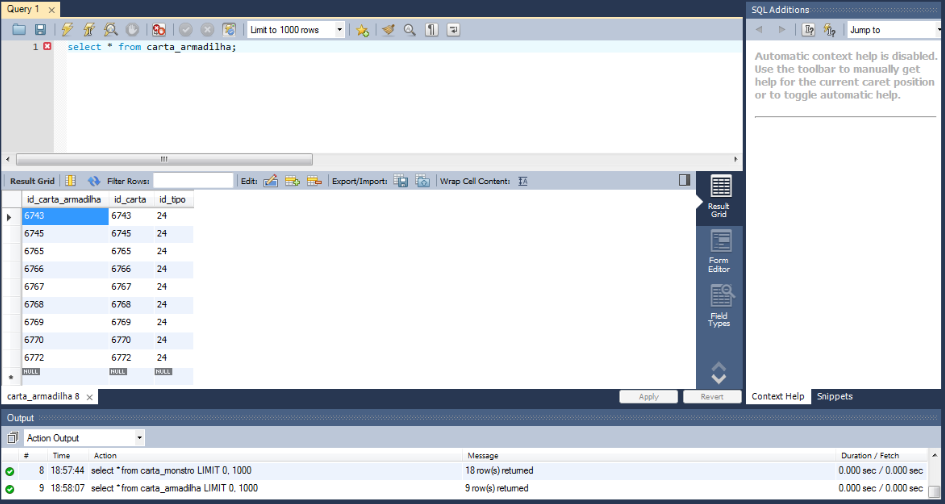 Query 1
SQL Additions
Limit to 1000 rows
Jump to
1 select * from carta_armadilha;
Automatic context help is disabled.
Use the toolbar to manually get
help for the current caret position
or to toggle automatic help.
Result Grid Filter Rows: Edit: Export/Import: Wrap Cell Content:
id_carta_armadilha id_carta id_tipo
6743 6743 24
6745 6745 24
6765 6765 24
6766 6766 24
6767 6767 24
6768 6768 24
6769 6769 24
6770 6770 24
6772 6772 24
NULL NULL NULL
Result
Grid
Form
Editor
Field
Types
carta_armadilha 8
Apply Revert
Context Help Snippets
Output
Action Output
# Time Action Message Duration / Fetch
8 18:57:44 select * from carta_monstro LIMIT 0, 1000 18 row(s) returned 0.000 sec / 0.000 sec
9 18:58:07 select * from carta_armadilha LIMIT 0, 1000 9 row(s) returned 0.000 sec / 0.000 sec